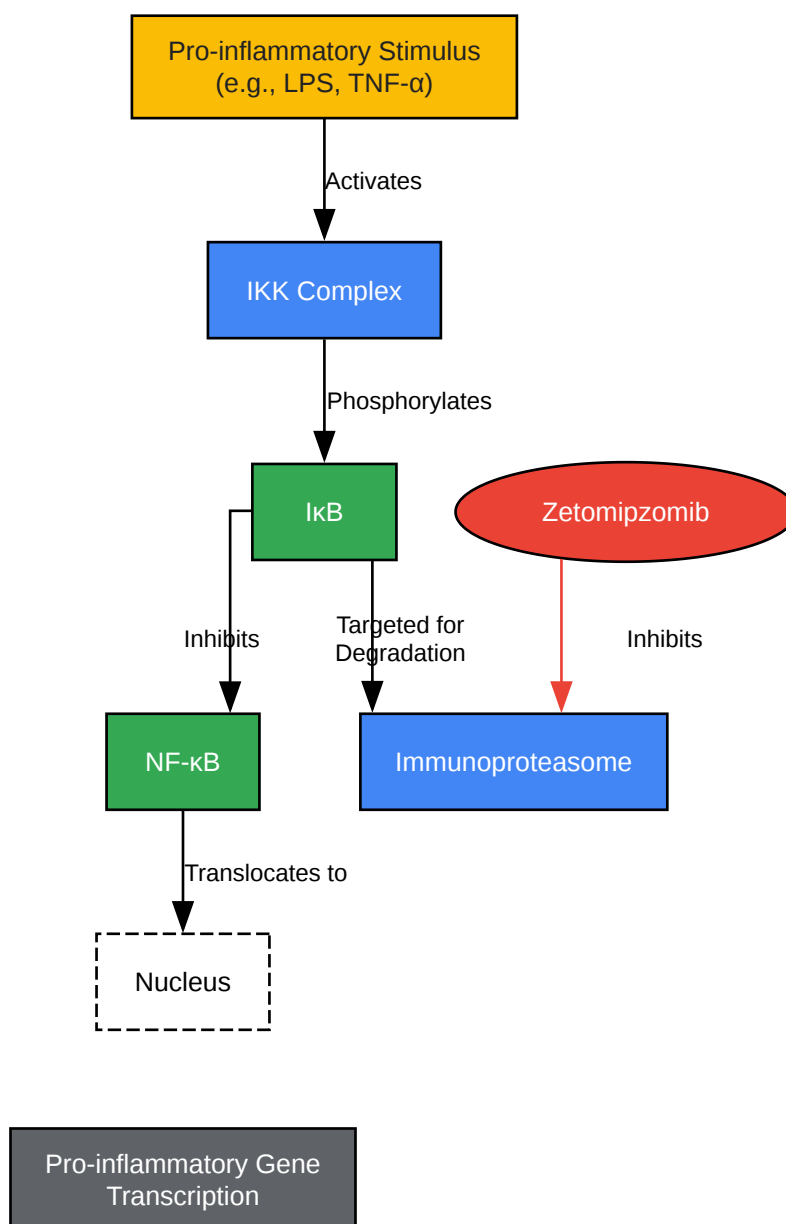 Pro-inflammatory Stimulus
(e.g., LPS, TNF-α)
Activates
IKK Complex
Phosphorylates
IκB
Zetomipzomib
Inhibits
Targeted for
Degradation
Inhibits
NF-κB
Immunoproteasome
Translocates to
Nucleus
Pro-inflammatory Gene
Transcription